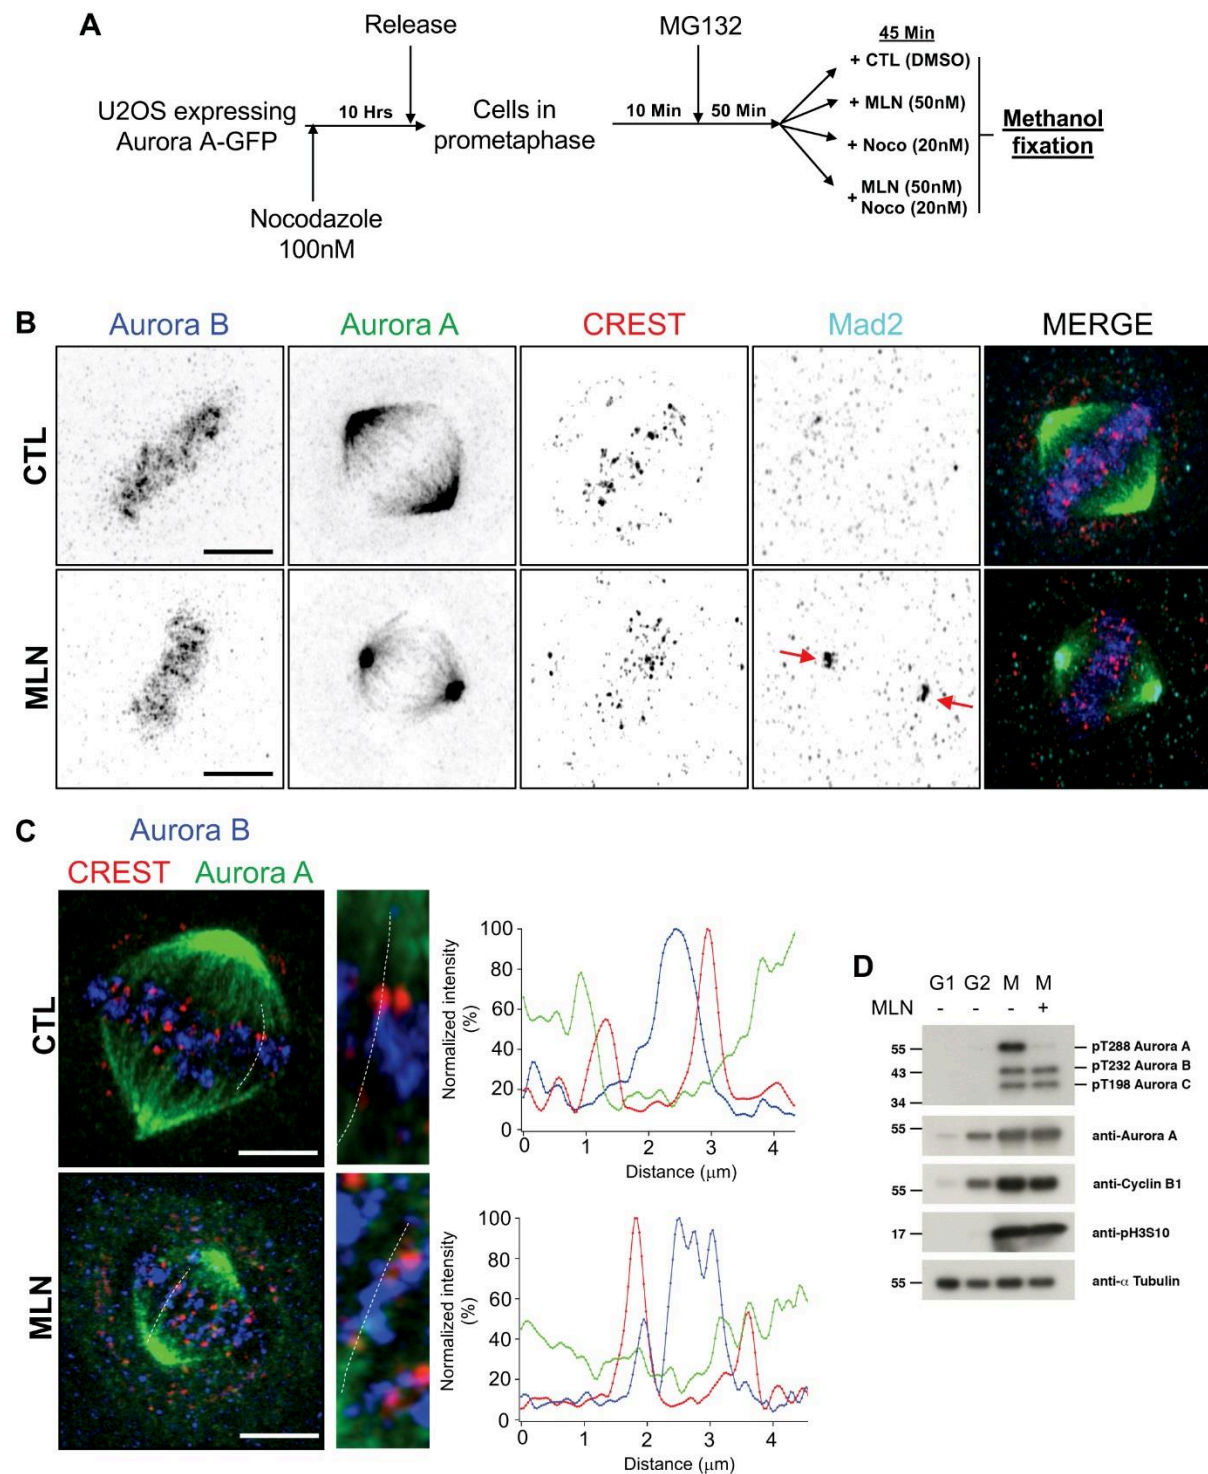 A
Release
MG132
45 Min
+ CTL (DMSO)
U2OS expressing
Aurora A-GFP
10 Hrs
Cells in
prometaphase
10 Min
50 Min
+ MLN (50nM)
+ Noco (20nM)
+ MLN (50nM)
Noco (20nM)
Methanol
fixation
Nocodazole
100nM
B
Aurora B
Aurora A
CREST
Mad2
MERGE
CTL
MLN
C
Aurora B
CREST
Aurora A
CTL
Normalized intensity
(%)
100
80
60
40
20
0
0
1
2
3
4
Distance (μm)
MLN
Normalized intensity
(%)
100
80
60
40
20
0
0
1
2
3
4
Distance (μm)
D
G1 G2 M M
MLN - - - +
55
43
34
pT288 Aurora A
pT232 Aurora B
pT198 Aurora C
55
anti-Aurora A
55
anti-Cyclin B1
17
anti-pH3S10
55
anti-α Tubulin